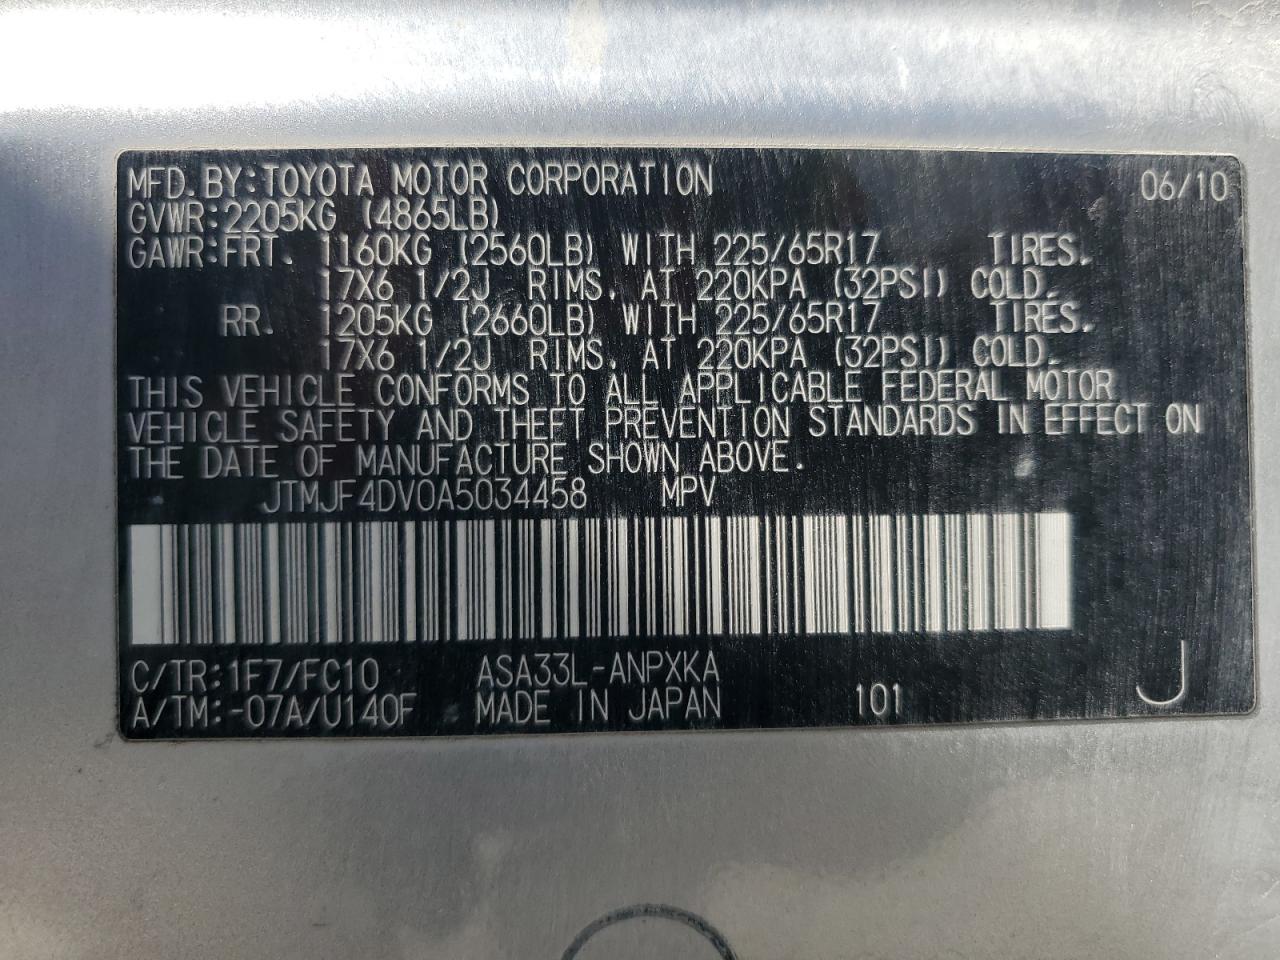 MFD. BY: TOYOTA MOTOR CORPORATION 06/10
GVWR: 2205KG (4865LB)
GAWR: FRT. 1160KG (2560LB) WITH 225/65R17 TIRES.
17X6 1/2J RIMS, AT 220KPA (32PSI) COLD.
RR. 1205KG (2660LB) WITH 225/65R17 TIRES.
17X6 1/2J RIMS, AT 220KPA (32PSI) COLD.
THIS VEHICLE CONFORMS TO ALL APPLICABLE FEDERAL MOTOR
VEHICLE SAFETY AND THEFT PREVENTION STANDARDS IN EFFECT ON
THE DATE OF MANUFACTURE SHOWN ABOVE.
JTMJF4DV0A5034458 MPV
C/TR: 1F7/FC10 ASA33L-ANPXKA
A/TM: -07A/U140F MADE IN JAPAN 101 J